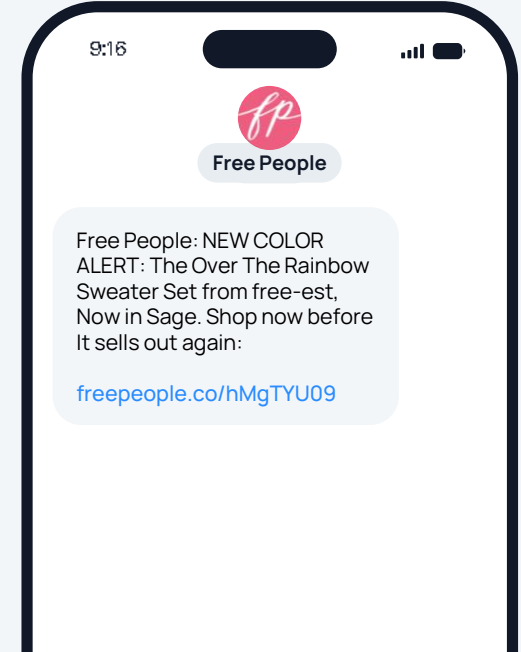 9:16
fp
Free People
Free People: NEW COLOR
ALERT: The Over The Rainbow
Sweater Set from free-est,
Now in Sage. Shop now before
It sells out again:
freepeople.co/hMgTYU09